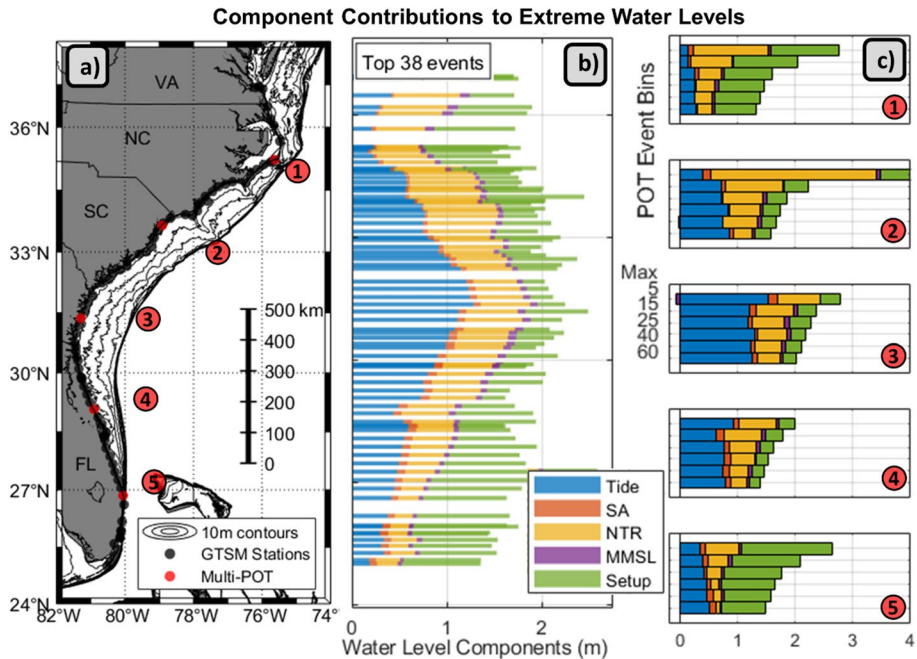 Component Contributions to Extreme Water Levels
a)
VA
NC
SC
FL
36°N
33°N
30°N
27°N
24°N
82°W
80°W
78°W
76°W
74°
1
2
3
4
5
500 km
400
300
200
100
0
10m contours
GTSM Stations
Multi-POT
b)
Top 38 events
Tide
SA
NTR
MMSL
Setup
0
1
2
Water Level Components (m)
c)
POT Event Bins
1
2
Max
5
15
25
40
60
3
4
5
0
1
2
3
4